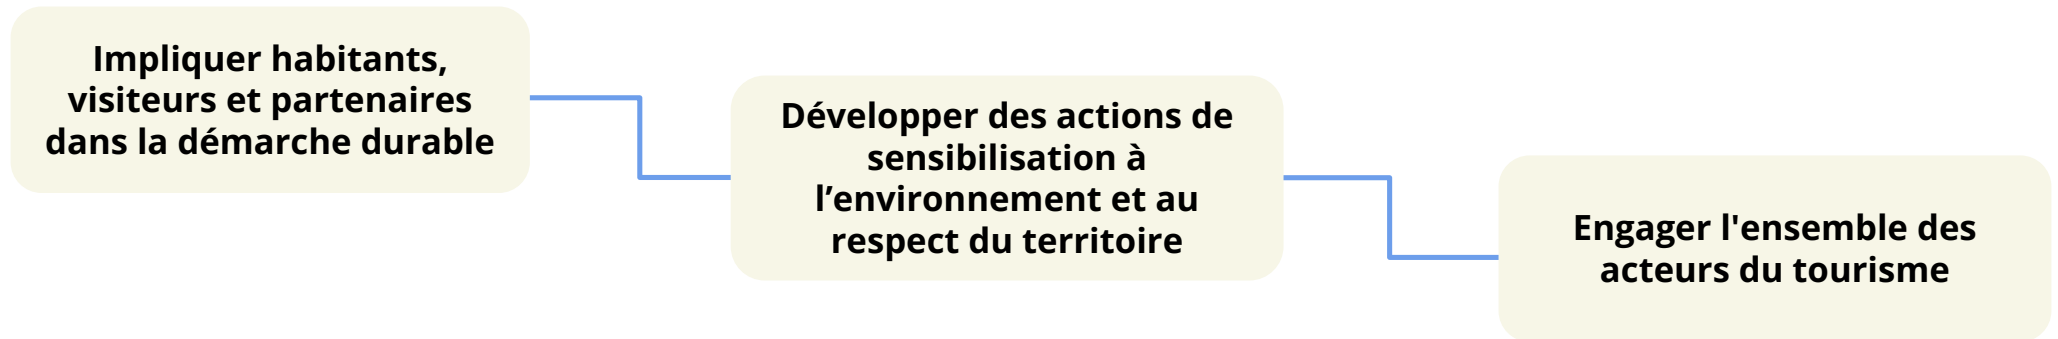 Impliquer habitants,
visiteurs et partenaires
dans la démarche durable
Développer des actions de
sensibilisation à
l’environnement et au
respect du territoire
Engager l'ensemble des
acteurs du tourisme